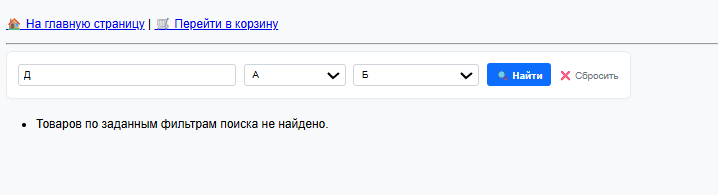 На главную страницу | Перейти в корзину
Д А Б Найти Сбросить
Товаров по заданным фильтрам поиска не найдено.